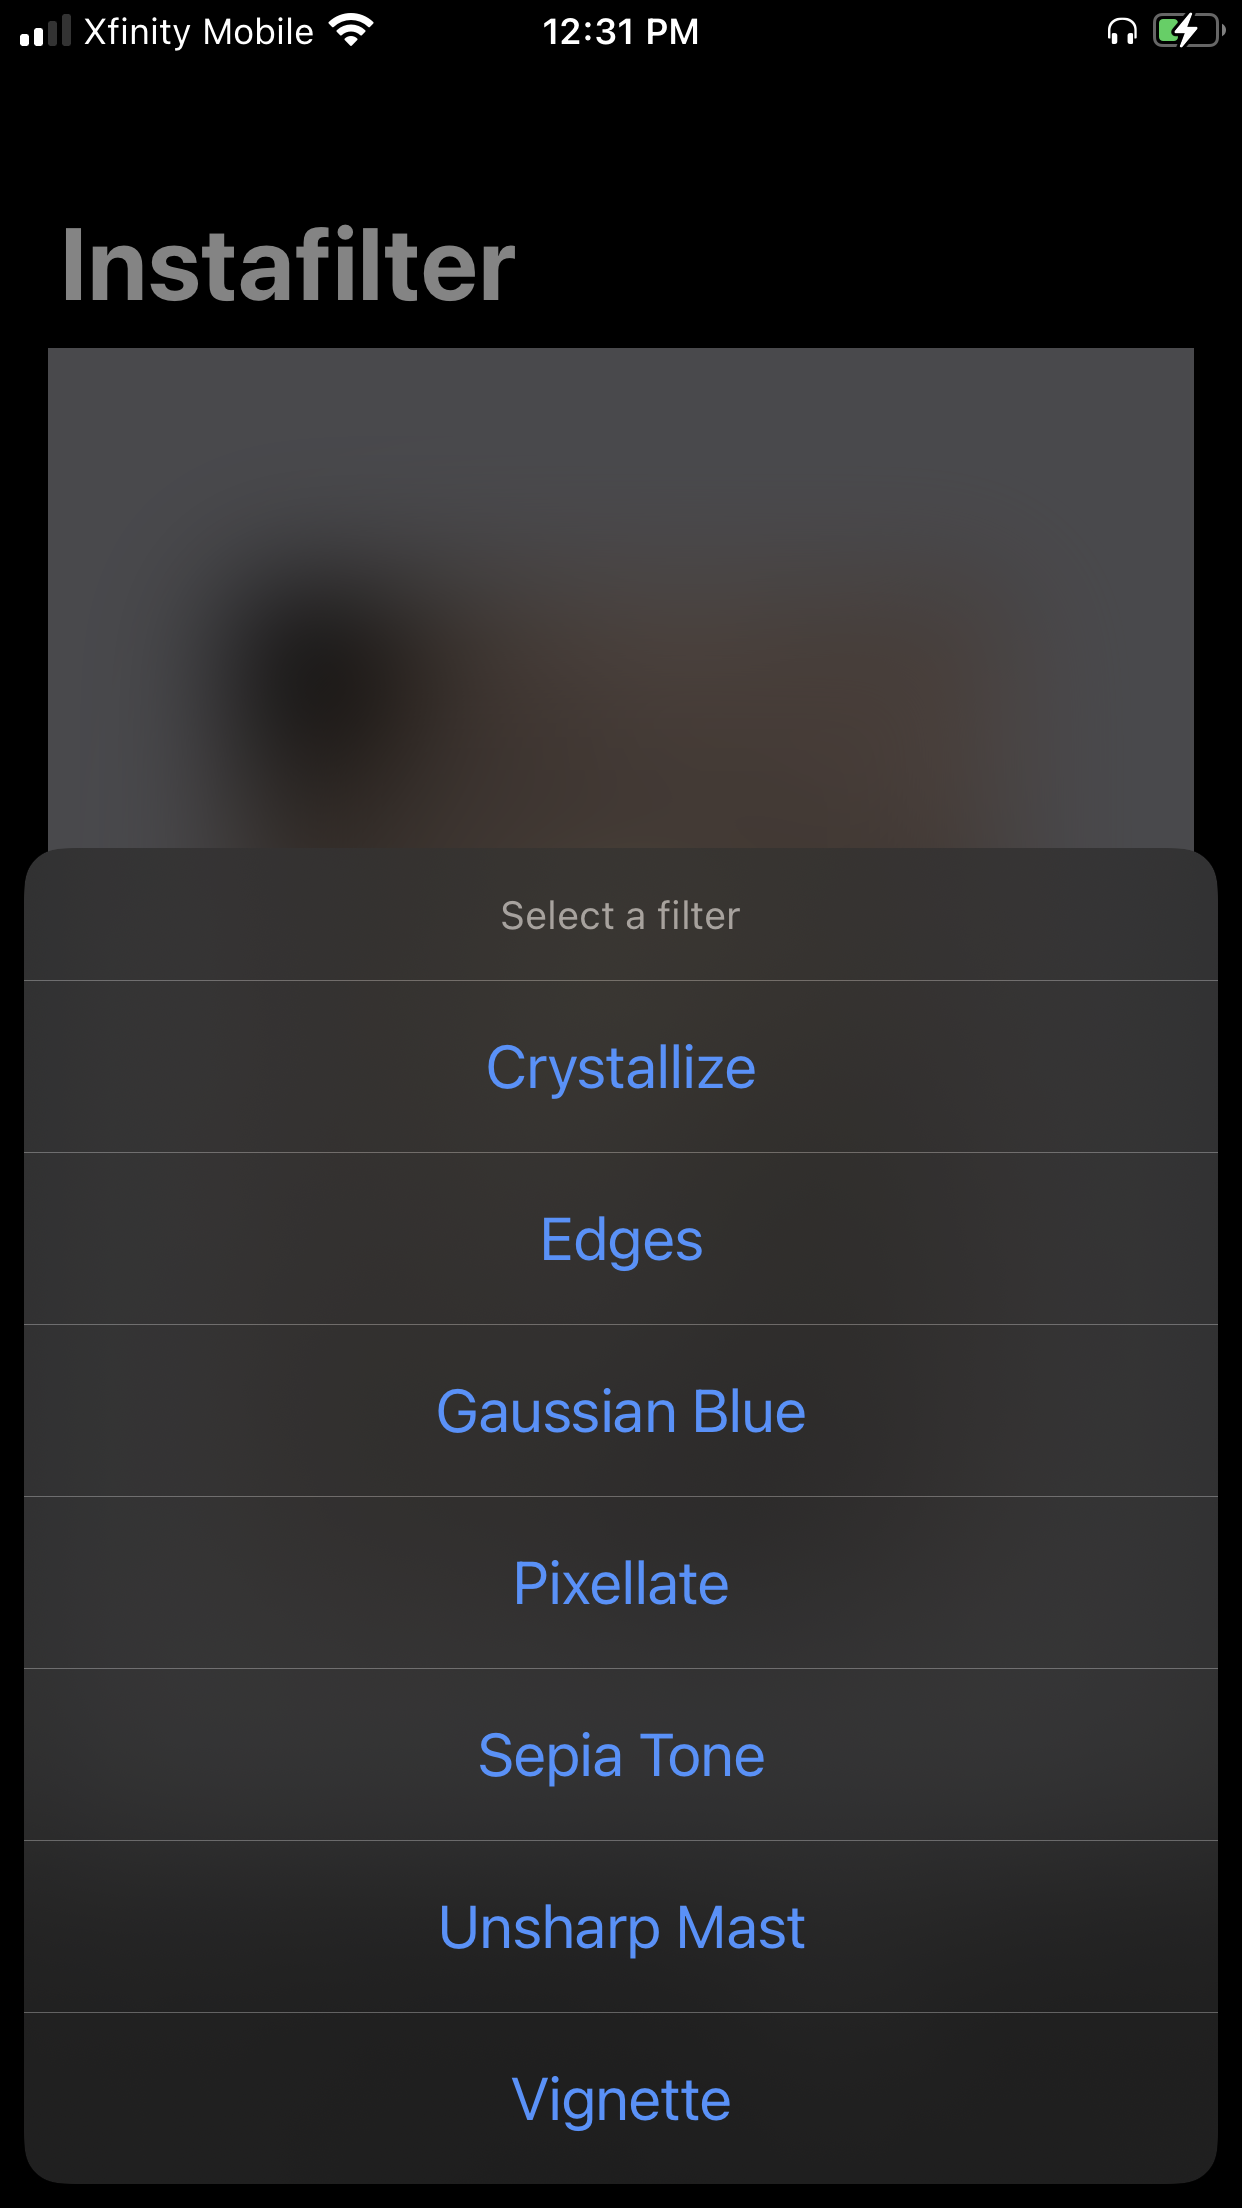 Xfinity Mobile 12:31 PM
Instafilter
Select a filter
Crystallize
Edges
Gaussian Blue
Pixellate
Sepia Tone
Unsharp Mast
Vignette